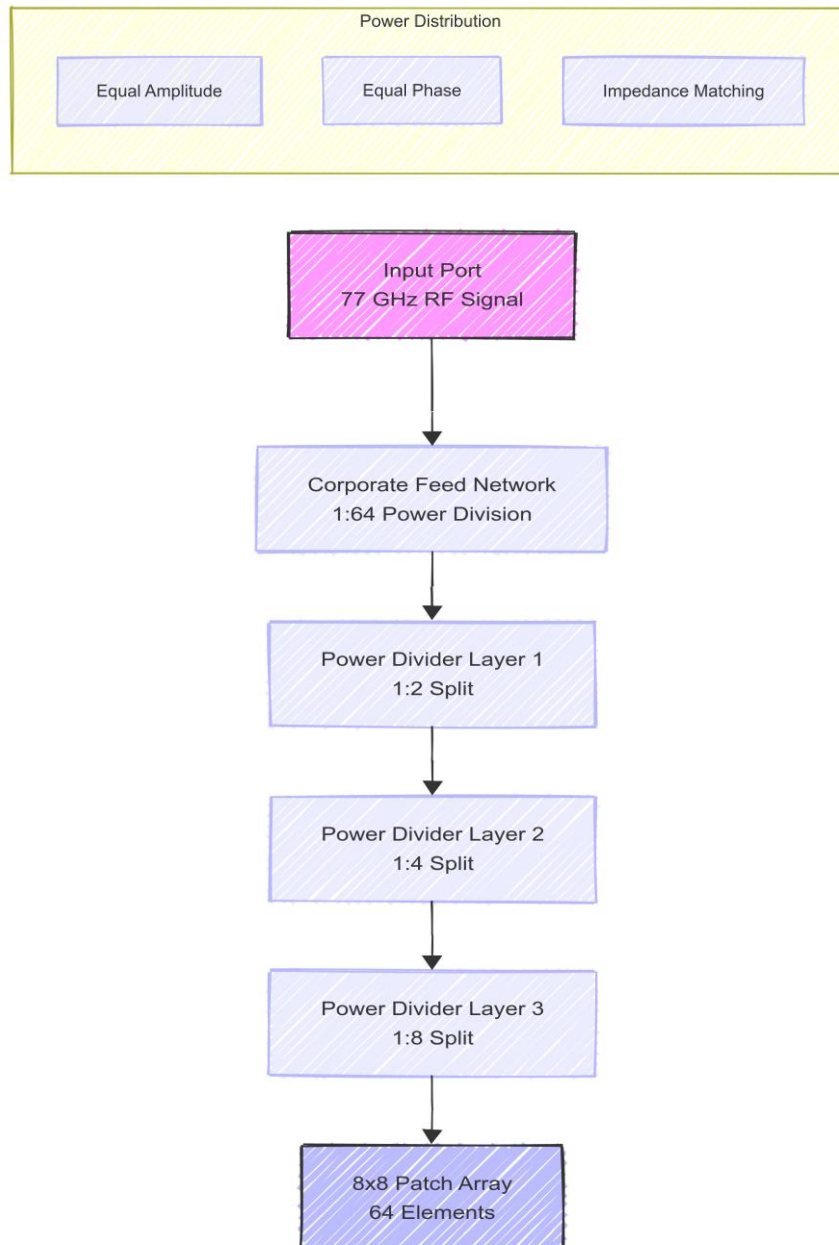 Power Distribution
Equal Amplitude
Equal Phase
Impedance Matching
Input Port
77 GHz RF Signal
Corporate Feed Network
1:64 Power Division
Power Divider Layer 1
1:2 Split
Power Divider Layer 2
1:4 Split
Power Divider Layer 3
1:8 Split
8x8 Patch Array
64 Elements